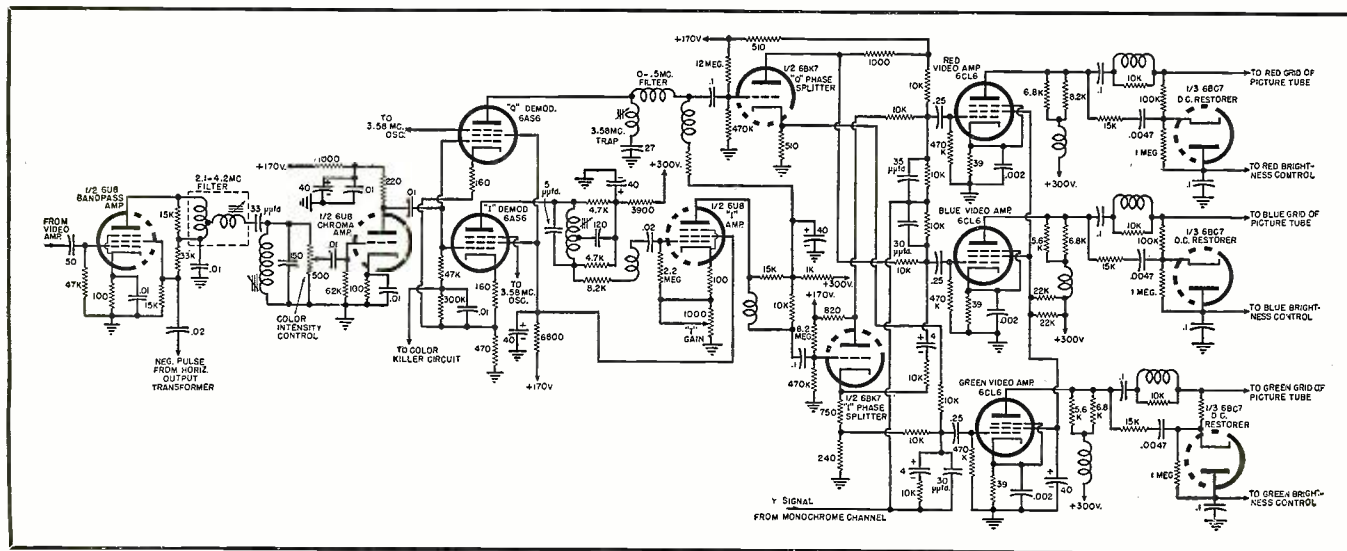 FROM
VIDEO
AMP.
50
47K
1/2 6U8
BANDPASS
AMP.
100
.01
15K
.02
NEG. PULSE
FROM HORIZ.
OUTPUT
TRANSFORMER
15K
33K
.01
2.1-4.2MC
FILTER
33 μμfd
150
500
COLOR
INTENSITY
CONTROL
+170V.
1000
40
.01
220
.01
1/2 6U8
CHROMA
AMP.
.01
62K
100
.01
TO
3.58 MC.
OSC.
"Q" DEMOD.
6AS6
160
"I" DEMOD
6AS6
47K
300K
.01
160
470
TO COLOR
KILLER CIRCUIT
TO
3.58 MC.
OSC.
40
6800
+170V
0-.5MC.
FILTER
3.58MC.
TRAP
27
+300V.
5
μμfd.
40
4.7K
3900
120
4.7K
8.2K
.02
2.2
MEG
1/2 6U8 "I"
AMP.
100
1000
"I"
GAIN
+170V
12 MEG.
.1
470K
510
1/2 6BK7
"Q" PHASE
SPLITTER
510
1000
40
15K
1K
+300V.
10K
+170V.
820
8.2
MEG
.1
470K
1/2 6BK7
"I" PHASE
SPLITTER
750
240
10K
10K
35
μμfd
10K
10K
30
μμfd
10K
4
10K
10K
10K
4
10K
30
μμfd.
Y SIGNAL
FROM MONOCHROME CHANNEL
RED
VIDEO AMP.
6CL6
.25
470
K
39
.002
6.8K
8.2K
+300V.
.1
10K
15K
.0047
100K
1 MEG
1/3 6BC7
D.C.
RESTORER
.1
TO RED GRID OF
PICTURE TUBE
TO RED BRIGHT-
NESS CONTROL
BLUE VIDEO AMP.
6CL6
.25
470
K
39
.002
5.6
K
6.8K
22K
22K
+300V
.1
10K
15K
.0047
100K
1 MEG.
1/3 6BC7
D.C. RESTORER
.1
TO BLUE GRID OF
PICTURE TUBE
TO BLUE BRIGHT-
NESS CONTROL
GREEN VIDEO AMP.
6CL6
.25
470
K
39
.002
40
5.6
K
6.8
K
+300V
.1
10K
15K
.0047
1 MEG
1/3 6BC7
D.C.
RESTORER
.1
TO GREEN GRID OF
PICTURE TUBE
TO GREEN BRIGHT-
NESS CONTROL